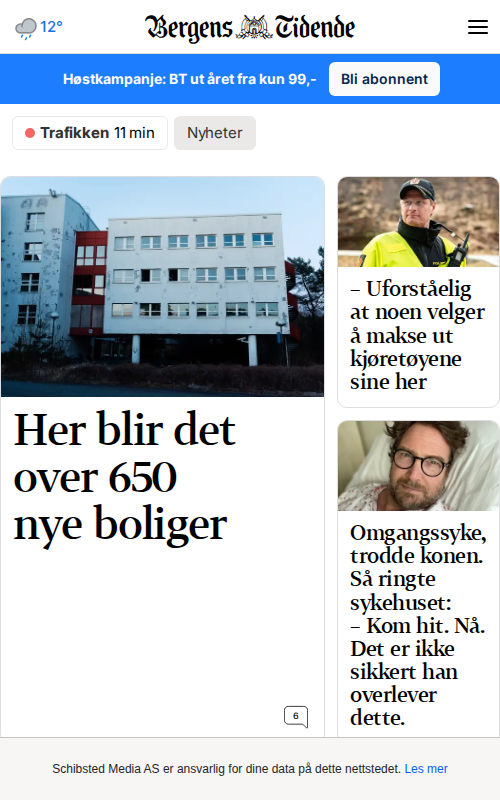 12°
Bergens Tidende
Høstkampanje: BT ut året fra kun 99,-
Bli abonnent
Trafikken 11 min
Nyheter
Her blir det
over 650
nye boliger
6
– Uforståelig
at noen velger
å makse ut
kjøretøyene
sine her
Omgangssyke,
trodde konen.
Så ringte
sykehuset:
– Kom hit. Nå.
Det er ikke
sikkert han
overlever
dette.
Schibsted Media AS er ansvarlig for dine data på dette nettstedet. Les mer